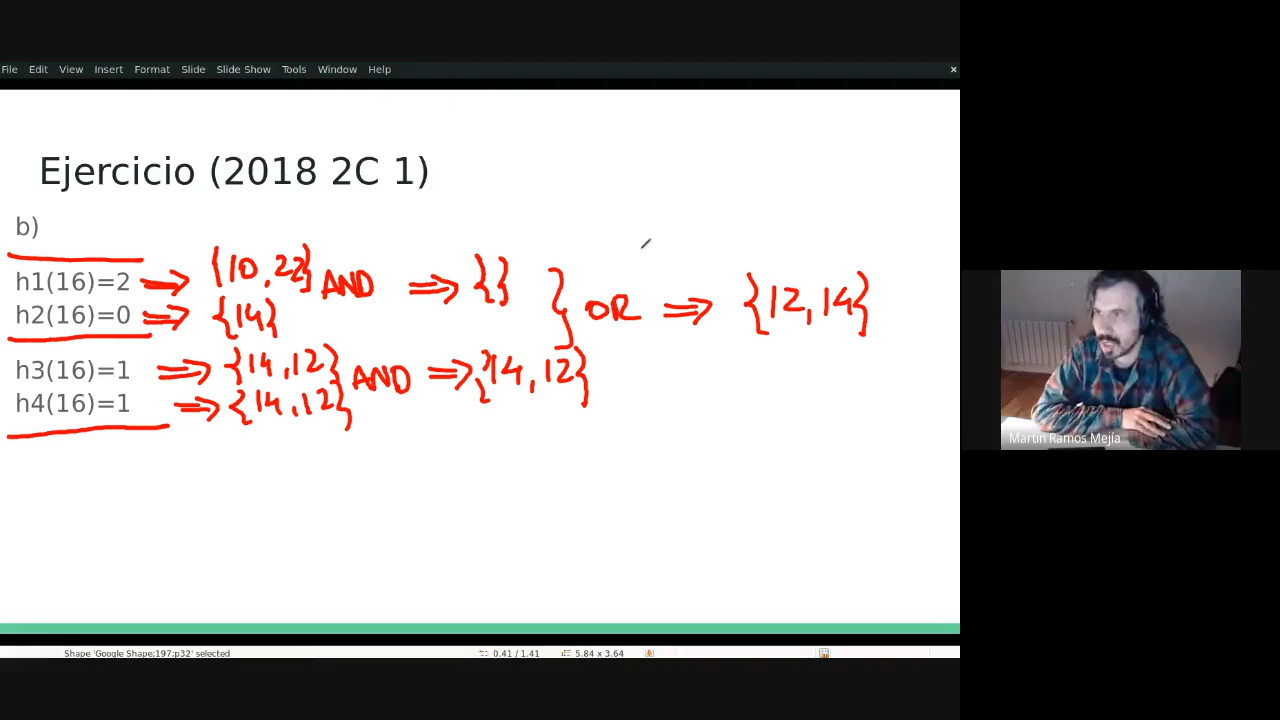 File Edit View Insert Format Slide Slide Show Tools Window Help ×
Ejercicio (2018 2C 1)
b)
h1(16)=2 ⇒ {10, 22} AND ⇒ {} } OR ⇒ {12, 14}
h2(16)=0 ⇒ {14}
h3(16)=1 ⇒ {14, 12} AND ⇒ {14, 12}
h4(16)=1 ⇒ {14, 12}
Martín Ramos Mejía
Shape 'Google Shape;197;p32' selected 0.41 / 1.41 5.84 x 3.64